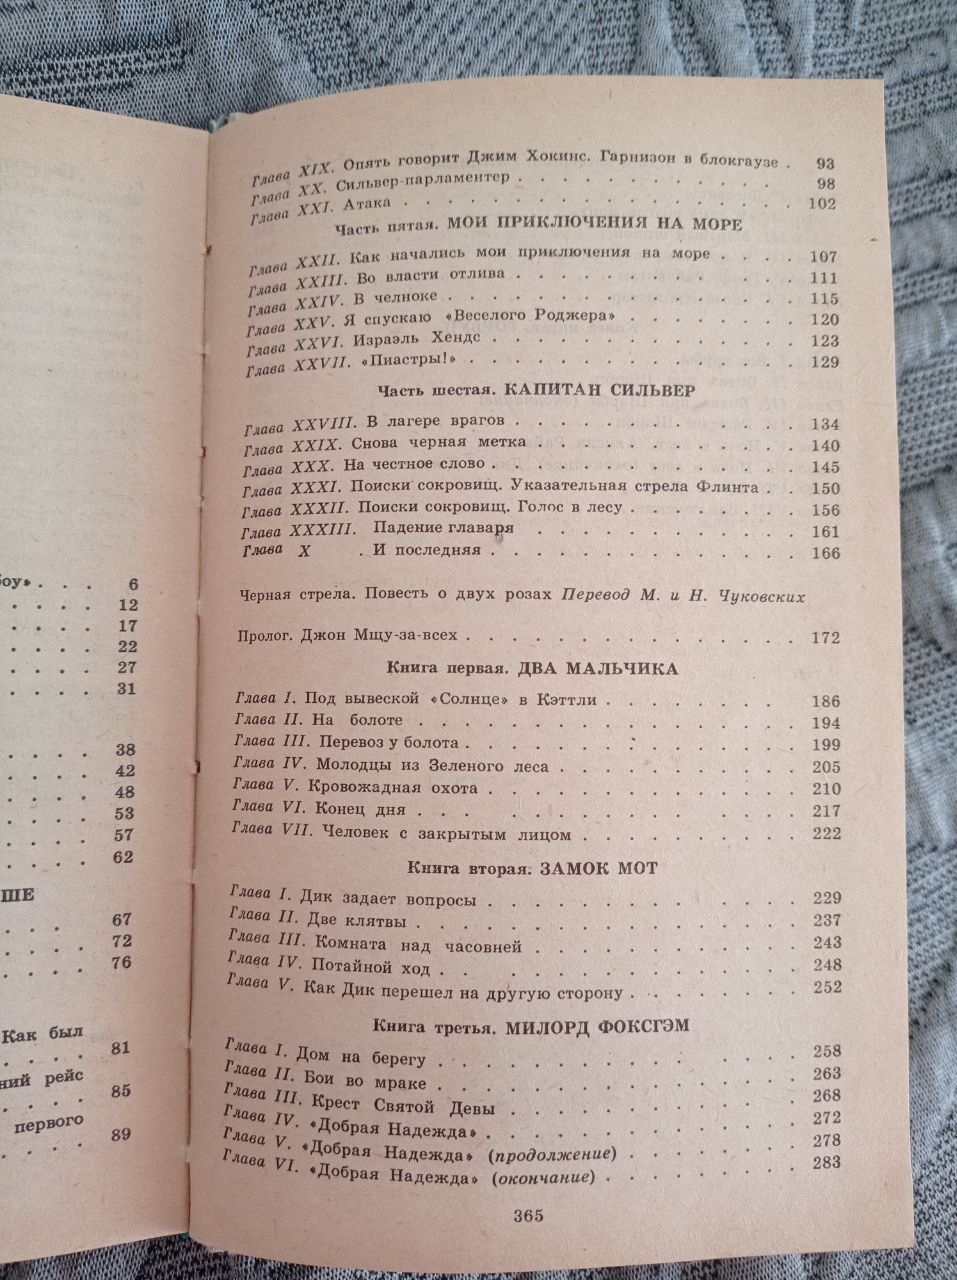 боу» . . . 6
. . . . . 12
. . . . . 17
. . . . . 22
. . . . . 27
. . . . . 31
. . . . 38
. . . . . 42
. . . . . 48
. . . . . 53
. . . . . 57
. . . . . 62
ШЕ
. . . 67
. . . . 72
. . . . 76
Как был
. . . . 81
ний рейс
. . . . 85
первого
. . . . 89
Глава XIX. Опять говорит Джим Хокинс. Гарнизон в блокгаузе . 93
Глава XX. Сильвер-парламентер . . . . . . . . . . . . 98
Глава XXI. Атака . . . . . . . . . . . . . . . . . 102
Часть пятая. МОИ ПРИКЛЮЧЕНИЯ НА МОРЕ
Глава XXII. Как начались мои приключения на море . . . . 107
Глава XXIII. Во власти отлива . . . . . . . . . . . . 111
Глава XXIV. В челноке . . . . . . . . . . . . . . . 115
Глава XXV. Я спускаю «Веселого Роджера» . . . . . . . 120
Глава XXVI. Израэль Хендс . . . . . . . . . . . . . 123
Глава XXVII. «Пиастры!» . . . . . . . . . . . . . . 129
Часть шестая. КАПИТАН СИЛЬВЕР
Глава XXVIII. В лагере врагов . . . . . . . . . . . . 134
Глава XXIX. Снова черная метка . . . . . . . . . . . 140
Глава XXX. На честное слово . . . . . . . . . . . . . 145
Глава XXXI. Поиски сокровищ. Указательная стрела Флинта . . 150
Глава XXXII. Поиски сокровищ. Голос в лесу . . . . . . . 156
Глава XXXIII. Падение главаря . . . . . . . . . . . 161
Глава X . И последняя . . . . . . . . . . . . . 166
Черная стрела. Повесть о двух розах Перевод М. и Н. Чуковских
Пролог. Джон Мщу-за-всех . . . . . . . . . . . . . . 172
Книга первая. ДВА МАЛЬЧИКА
Глава I. Под вывеской «Солнце» в Кэттли . . . . . . . 186
Глава II. На болоте . . . . . . . . . . . . . . . . 194
Глава III. Перевоз у болота . . . . . . . . . . . . . . 199
Глава IV. Молодцы из Зеленого леса . . . . . . . . . . 205
Глава V. Кровожадная охота . . . . . . . . . . . . . 210
Глава VI. Конец дня . . . . . . . . . . . . . . . 217
Глава VII. Человек с закрытым лицом . . . . . . . . . 222
Книга вторая. ЗАМОК МОТ
Глава I. Дик задает вопросы . . . . . . . . . . . . 229
Глава II. Две клятвы . . . . . . . . . . . . . . . 237
Глава III. Комната над часовней . . . . . . . . . . . 243
Глава IV. Потайной ход . . . . . . . . . . . . . . 248
Глава V. Как Дик перешел на другую сторону . . . . . . . 252
Книга третья. МИЛОРД ФОКСГЭМ
Глава I. Дом на берегу . . . . . . . . . . . . . . . 258
Глава II. Бои во мраке . . . . . . . . . . . . . . . 263
Глава III. Крест Святой Девы . . . . . . . . . . . . 268
Глава IV. «Добрая Надежда» . . . . . . . . . . . . . 272
Глава V. «Добрая Надежда» (продолжение) . . . . . . . 278
Глава VI. «Добрая Надежда» (окончание) . . . . . . . . 283
365